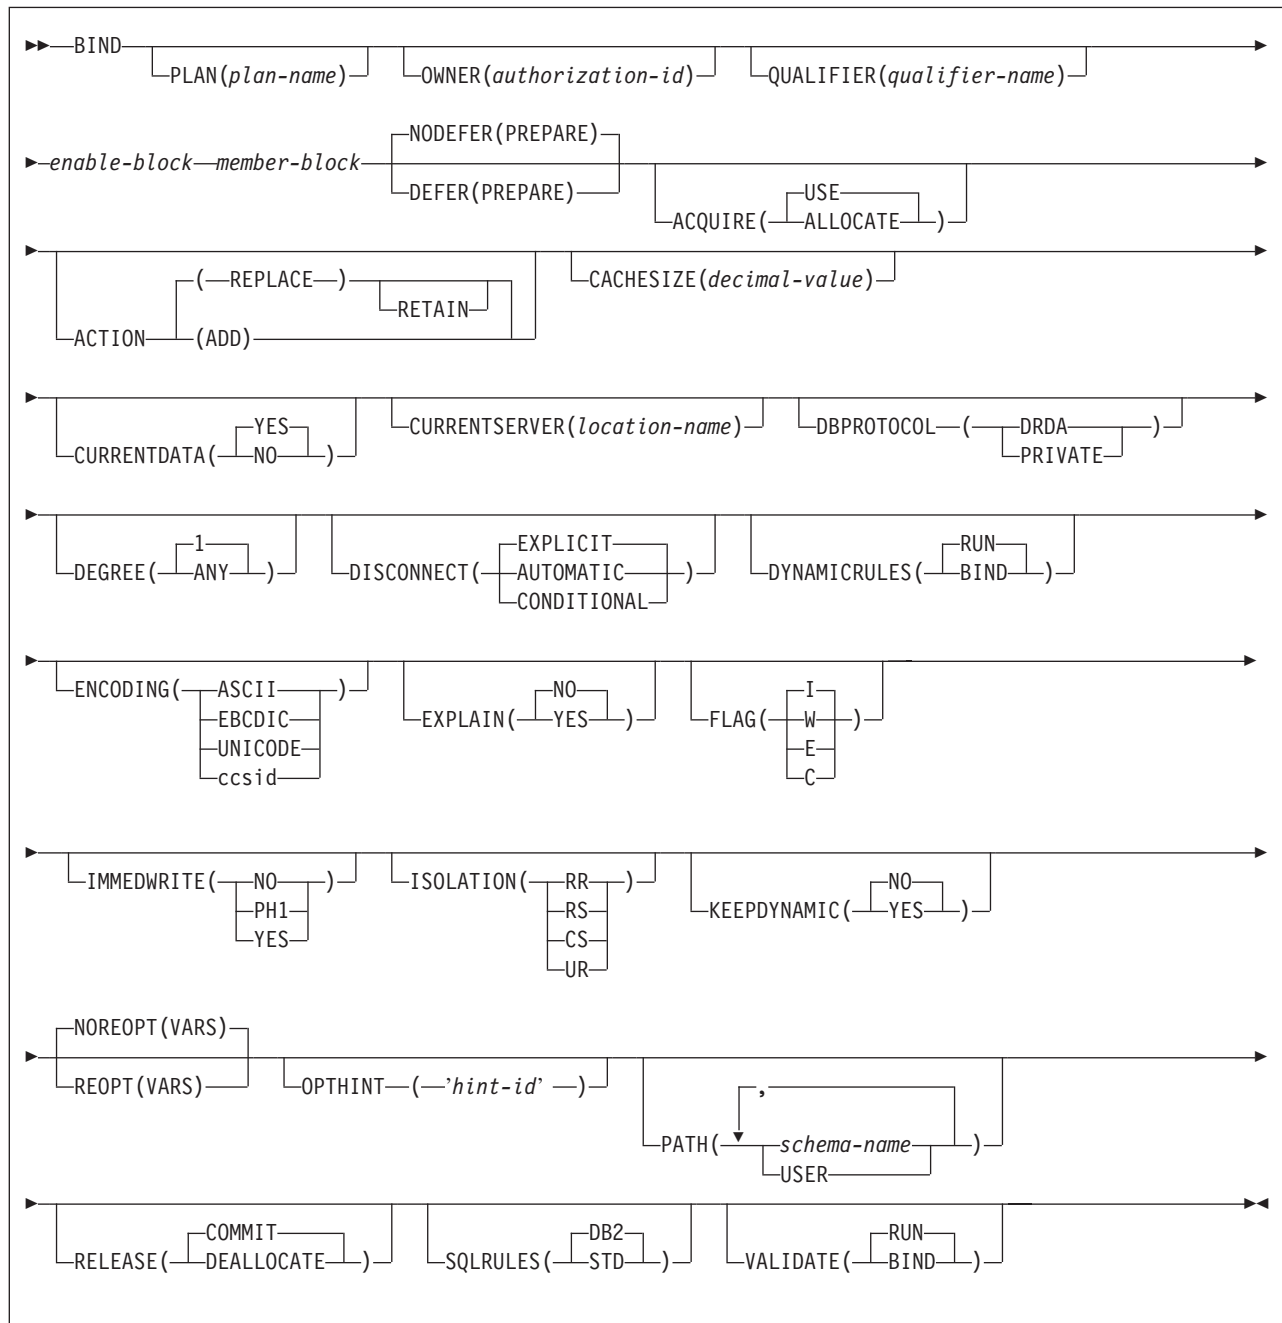 BIND
PLAN(plan-name) OWNER(authorization-id) QUALIFIER(qualifier-name)
NODEFER(PREPARE)
enable-block member-block
DEFER(PREPARE) USE
ACQUIRE( ALLOCATE )
( REPLACE ) CACHESIZE(decimal-value)
RETAIN
ACTION (ADD)
YES CURRENTSERVER(location-name) DBPROTOCOL ( DRDA )
CURRENTDATA( NO ) PRIVATE
1 EXPLICIT RUN
DEGREE( ANY ) DISCONNECT( AUTOMATIC ) DYNAMICRULES( BIND )
CONDITIONAL
ENCODING( ASCII ) NO I
EBCDIC EXPLAIN( YES ) FLAG( W )
UNICODE E
ccsid C
IMMEDWRITE( NO ) ISOLATION( RR ) NO
PH1 RS KEEPDYNAMIC( YES )
YES CS
UR
NOREOPT(VARS)
REOPT(VARS) OPTHINT ( 'hint-id' ) ,
PATH( schema-name )
USER
COMMIT DB2 RUN
RELEASE( DEALLOCATE ) SQLRULES( STD ) VALIDATE( BIND )